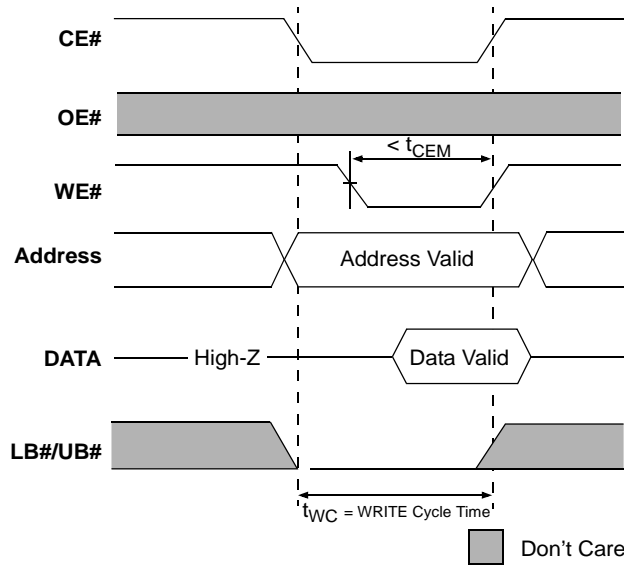 CE#
OE#
< tCEM
WE#
Address
Address Valid
DATA
High-Z
Data Valid
LB#/UB#
tWC = WRITE Cycle Time
Don't Care